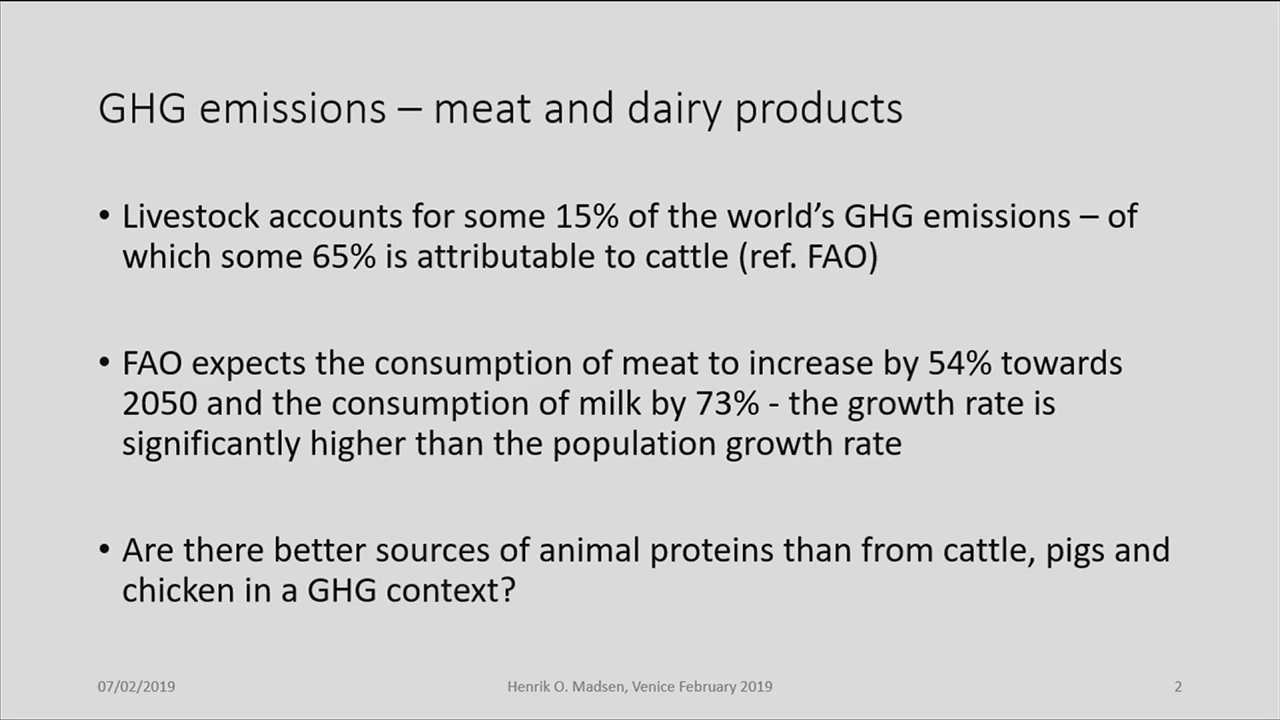 GHG emissions – meat and dairy products
• Livestock accounts for some 15% of the world’s GHG emissions – of
which some 65% is attributable to cattle (ref. FAO)
• FAO expects the consumption of meat to increase by 54% towards
2050 and the consumption of milk by 73% - the growth rate is
significantly higher than the population growth rate
• Are there better sources of animal proteins than from cattle, pigs and
chicken in a GHG context?
07/02/2019
Henrik O. Madsen, Venice February 2019
2